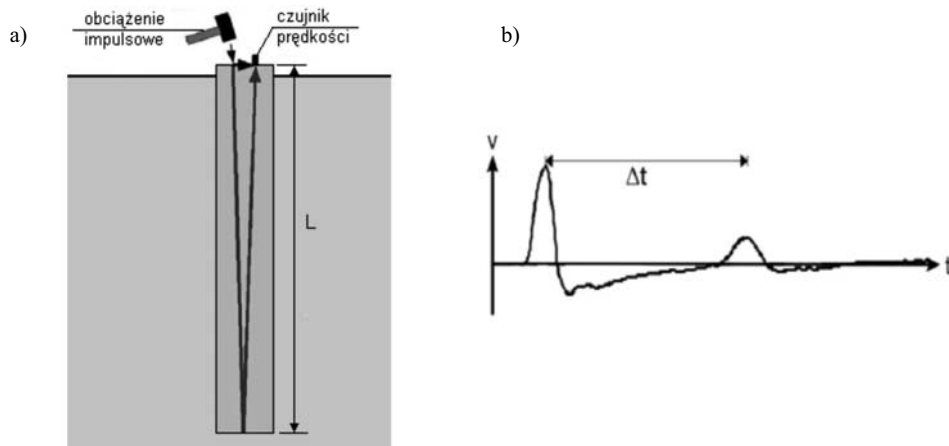 a)
obciążenie
impulsowe
czujnik
prędkości
L
b)
v
Δt
t